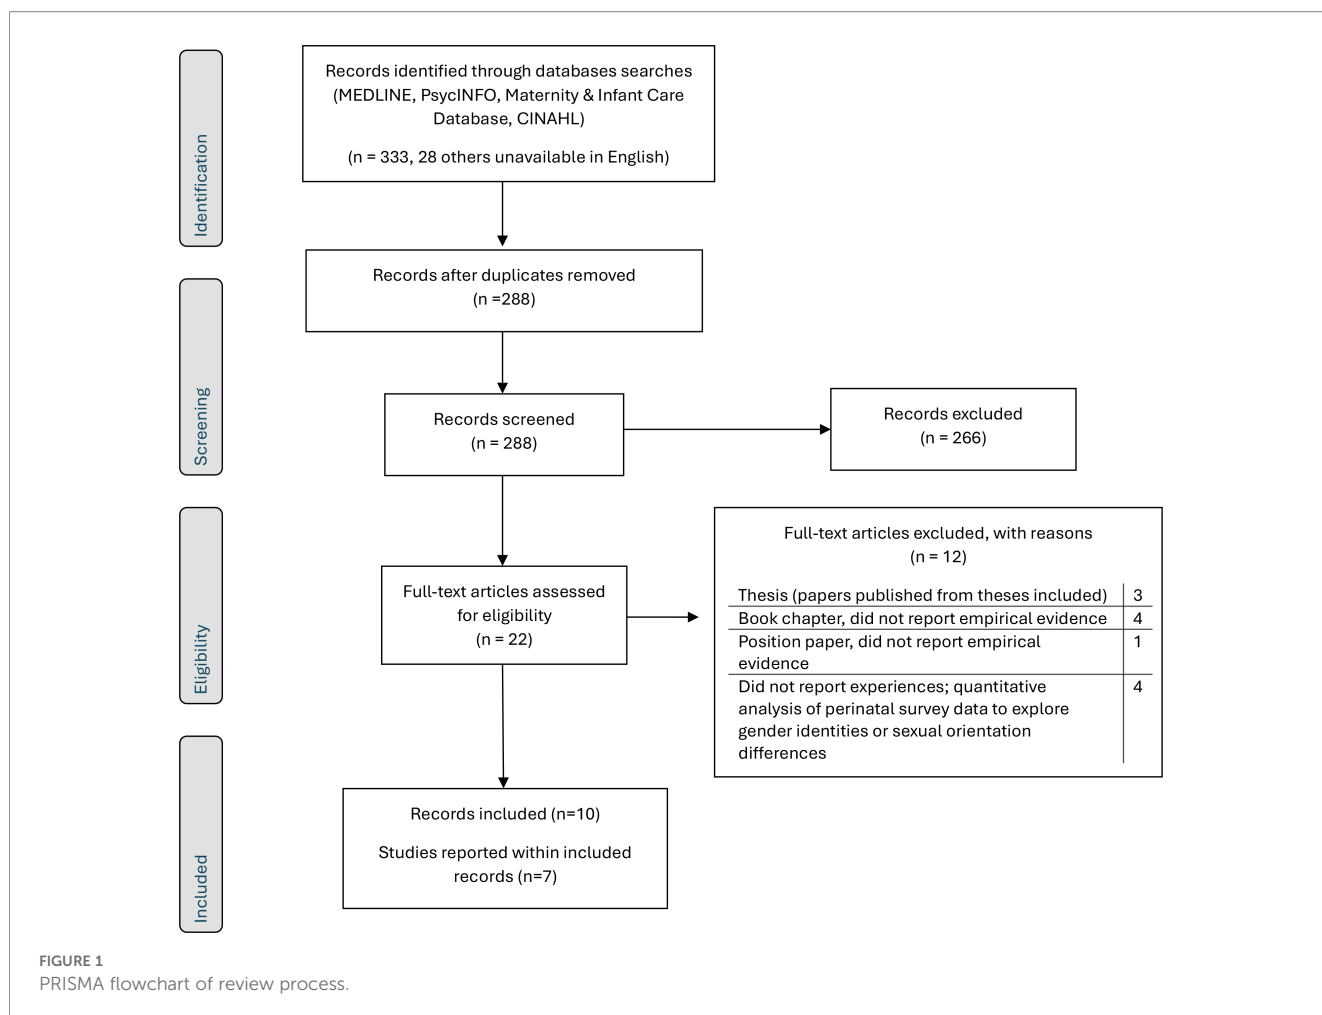 Identification
Records identified through databases searches
(MEDLINE, PsycINFO, Maternity & Infant Care
Database, CINAHL)
(n = 333, 28 others unavailable in English)
Records after duplicates removed
(n =288)
Screening
Records screened
(n = 288)
Records excluded
(n = 266)
Eligibility
Full-text articles assessed
for eligibility
(n = 22)
Full-text articles excluded, with reasons
(n = 12)
Thesis (papers published from theses included) 3
Book chapter, did not report empirical evidence 4
Position paper, did not report empirical 1
evidence
Did not report experiences; quantitative 4
analysis of perinatal survey data to explore
gender identities or sexual orientation
differences
Included
Records included (n=10)
Studies reported within included
records (n=7)
FIGURE 1
PRISMA flowchart of review process.